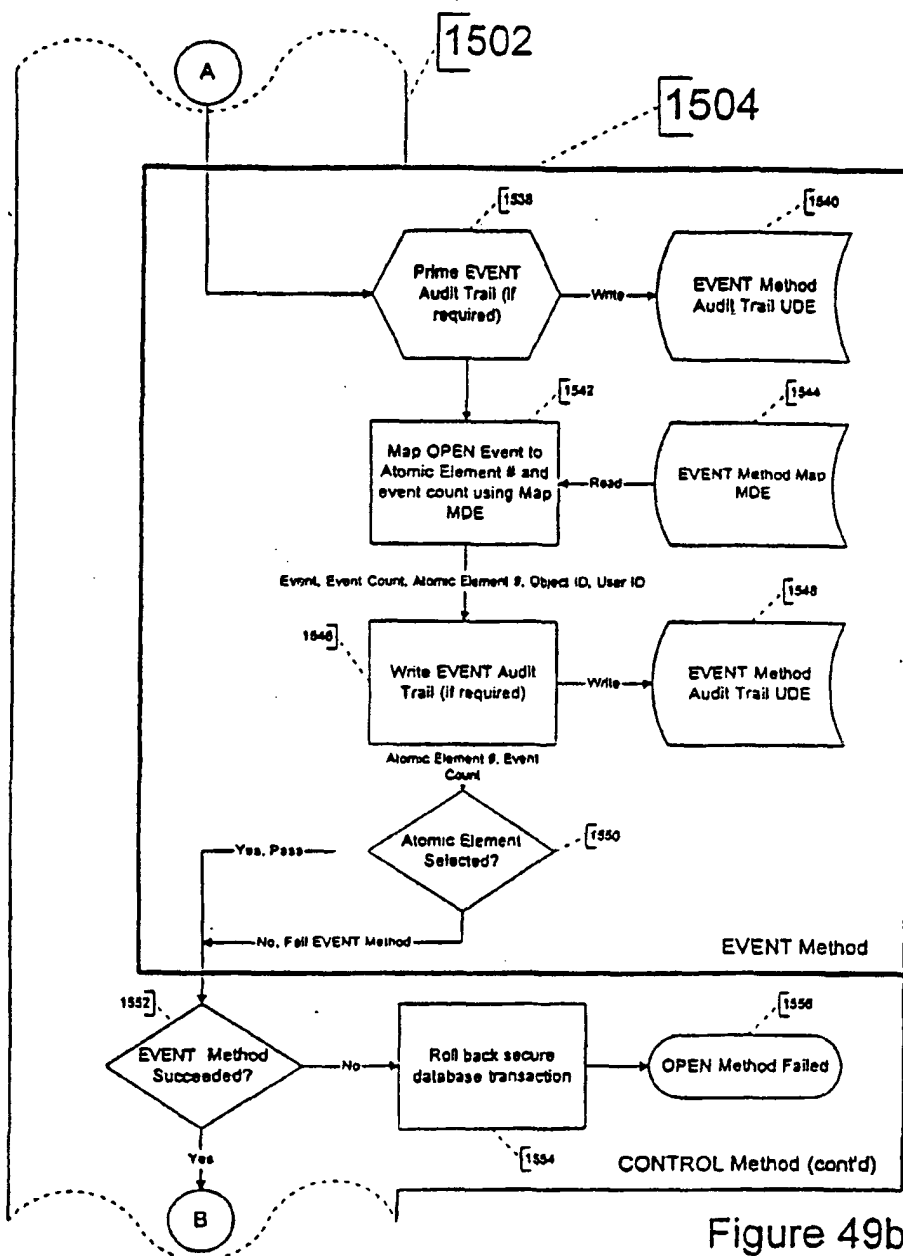 1502
A
1504
1538
Prime EVENT
Audit Trail (if
required)
Write
1540
EVENT Method
Audit Trail UDE
1542
Map OPEN Event to
Atomic Element # and
event count using Map
MDE
Read
1544
EVENT Method Map
MDE
Event, Event Count, Atomic Element #, Object ID, User ID
1546
Write EVENT Audit
Trail (if required)
Write
1548
EVENT Method
Audit Trail UDE
Atomic Element #, Event
Count
Atomic Element
Selected?
1550
Yes, Pass
No, Fail EVENT Method
EVENT Method
1552
EVENT Method
Succeeded?
No
Roll back secure
database transaction
1554
1556
OPEN Method Failed
Yes
CONTROL Method (cont'd)
B
Figure 49b